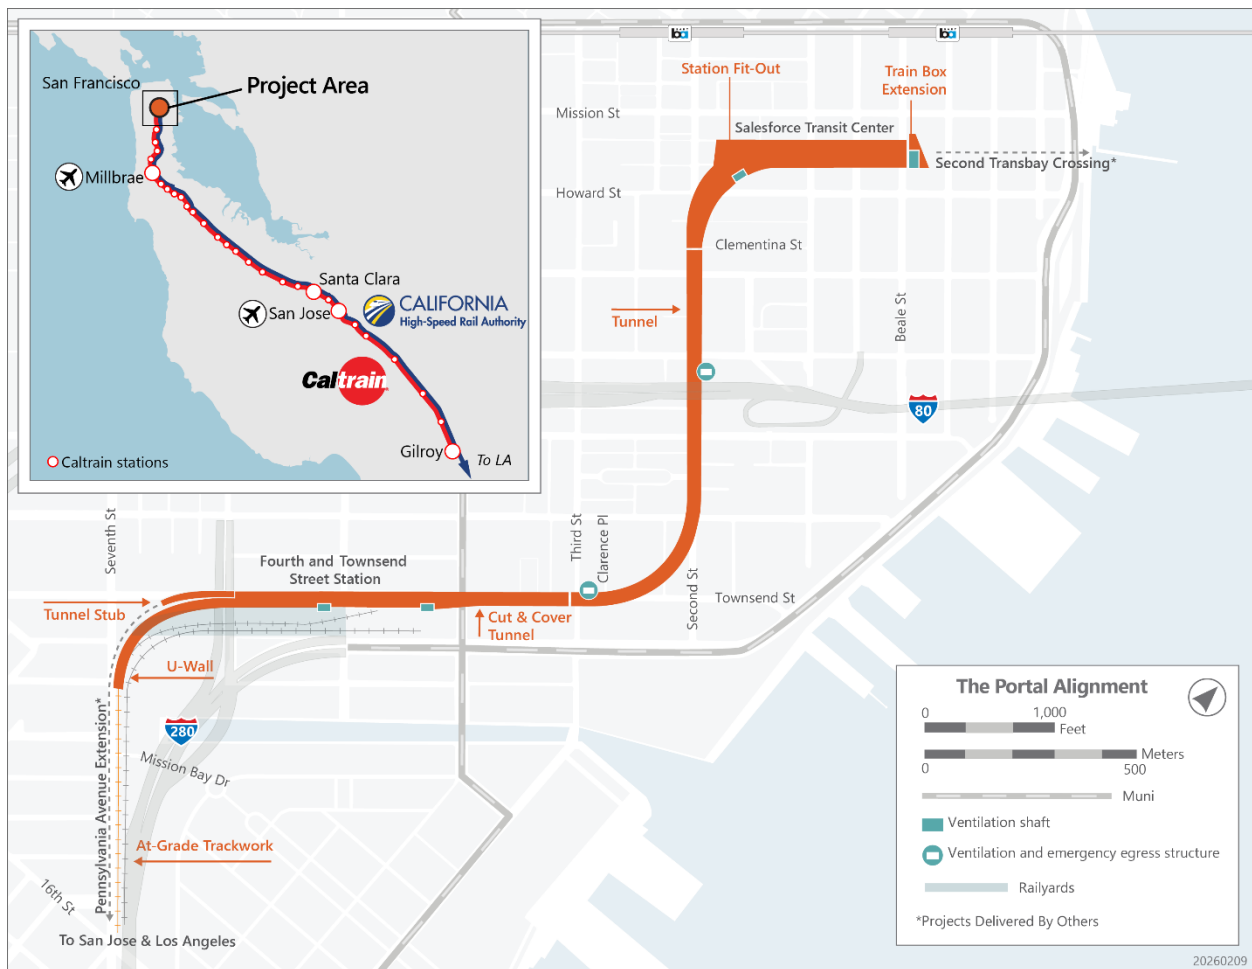 San Francisco
Project Area
Millbrae
Santa Clara
San Jose
CALIFORNIA
High-Speed Rail Authority
Caltrain
Gilroy
To LA
Caltrain stations
ba
ba
Station Fit-Out
Train Box
Extension
Mission St
Salesforce Transit Center
Second Transbay Crossing*
Howard St
Clementina St
Tunnel
Beale St
80
Seventh St
Third St
Clarence Pl
Second St
Fourth and Townsend
Street Station
Townsend St
Tunnel Stub
Cut & Cover
Tunnel
U-Wall
280
Mission Bay Dr
Pennsylvania Avenue Extension*
At-Grade Trackwork
16th St
To San Jose & Los Angeles
The Portal Alignment
0 1,000
Feet
Meters
0 500
Muni
Ventilation shaft
Ventilation and emergency egress structure
Railyards
*Projects Delivered By Others
20260209